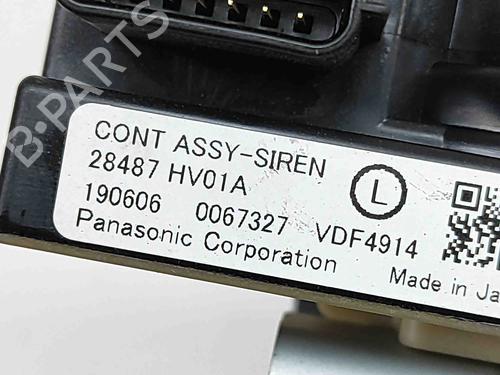 B-PARTS
CONT ASSY-SIREN
28487 HV01A
L
190606 0067327 VDF4914
Panasonic Corporation
Made in Ja